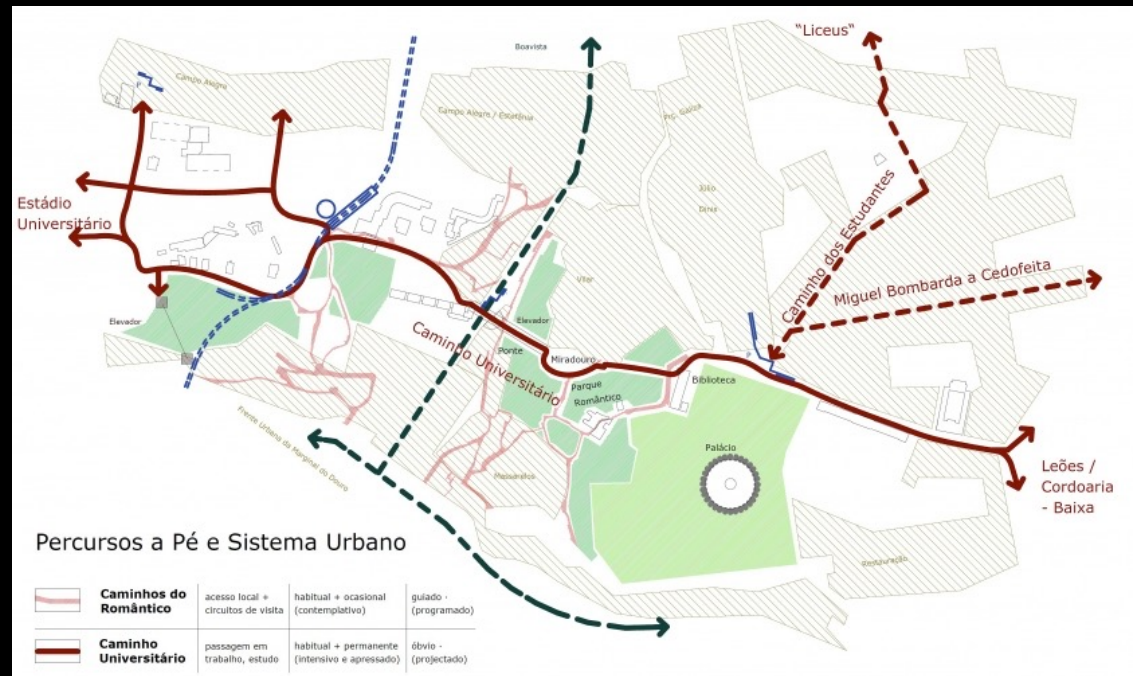 "Liceus"
Boavista
Campo Alegre
P
Campo Alegre / Estefânia
Júlio
Dinis
Caminho dos Estudantes
Estádio
Universitário
Miguel Bombarda a Cedofeita
Vilar
Elevador
Elevador
Caminho Universitário
Ponte
Miradouro
P
Biblioteca
Parque
Romântico
Frente Urbana da Marginal do Douro
Palácio
Massarelos
Leões /
Cordoaria
- Baixa
Restauração
Percursos a Pé e Sistema Urbano
Caminhos do
Romântico
acesso local +
circuitos de visita
habitual + ocasional
(contemplativo)
guiado -
(programado)
Caminho
Universitário
passagem em
trabalho, estudo
habitual + permanente
(intensivo e apressado)
óbvio -
(projectado)